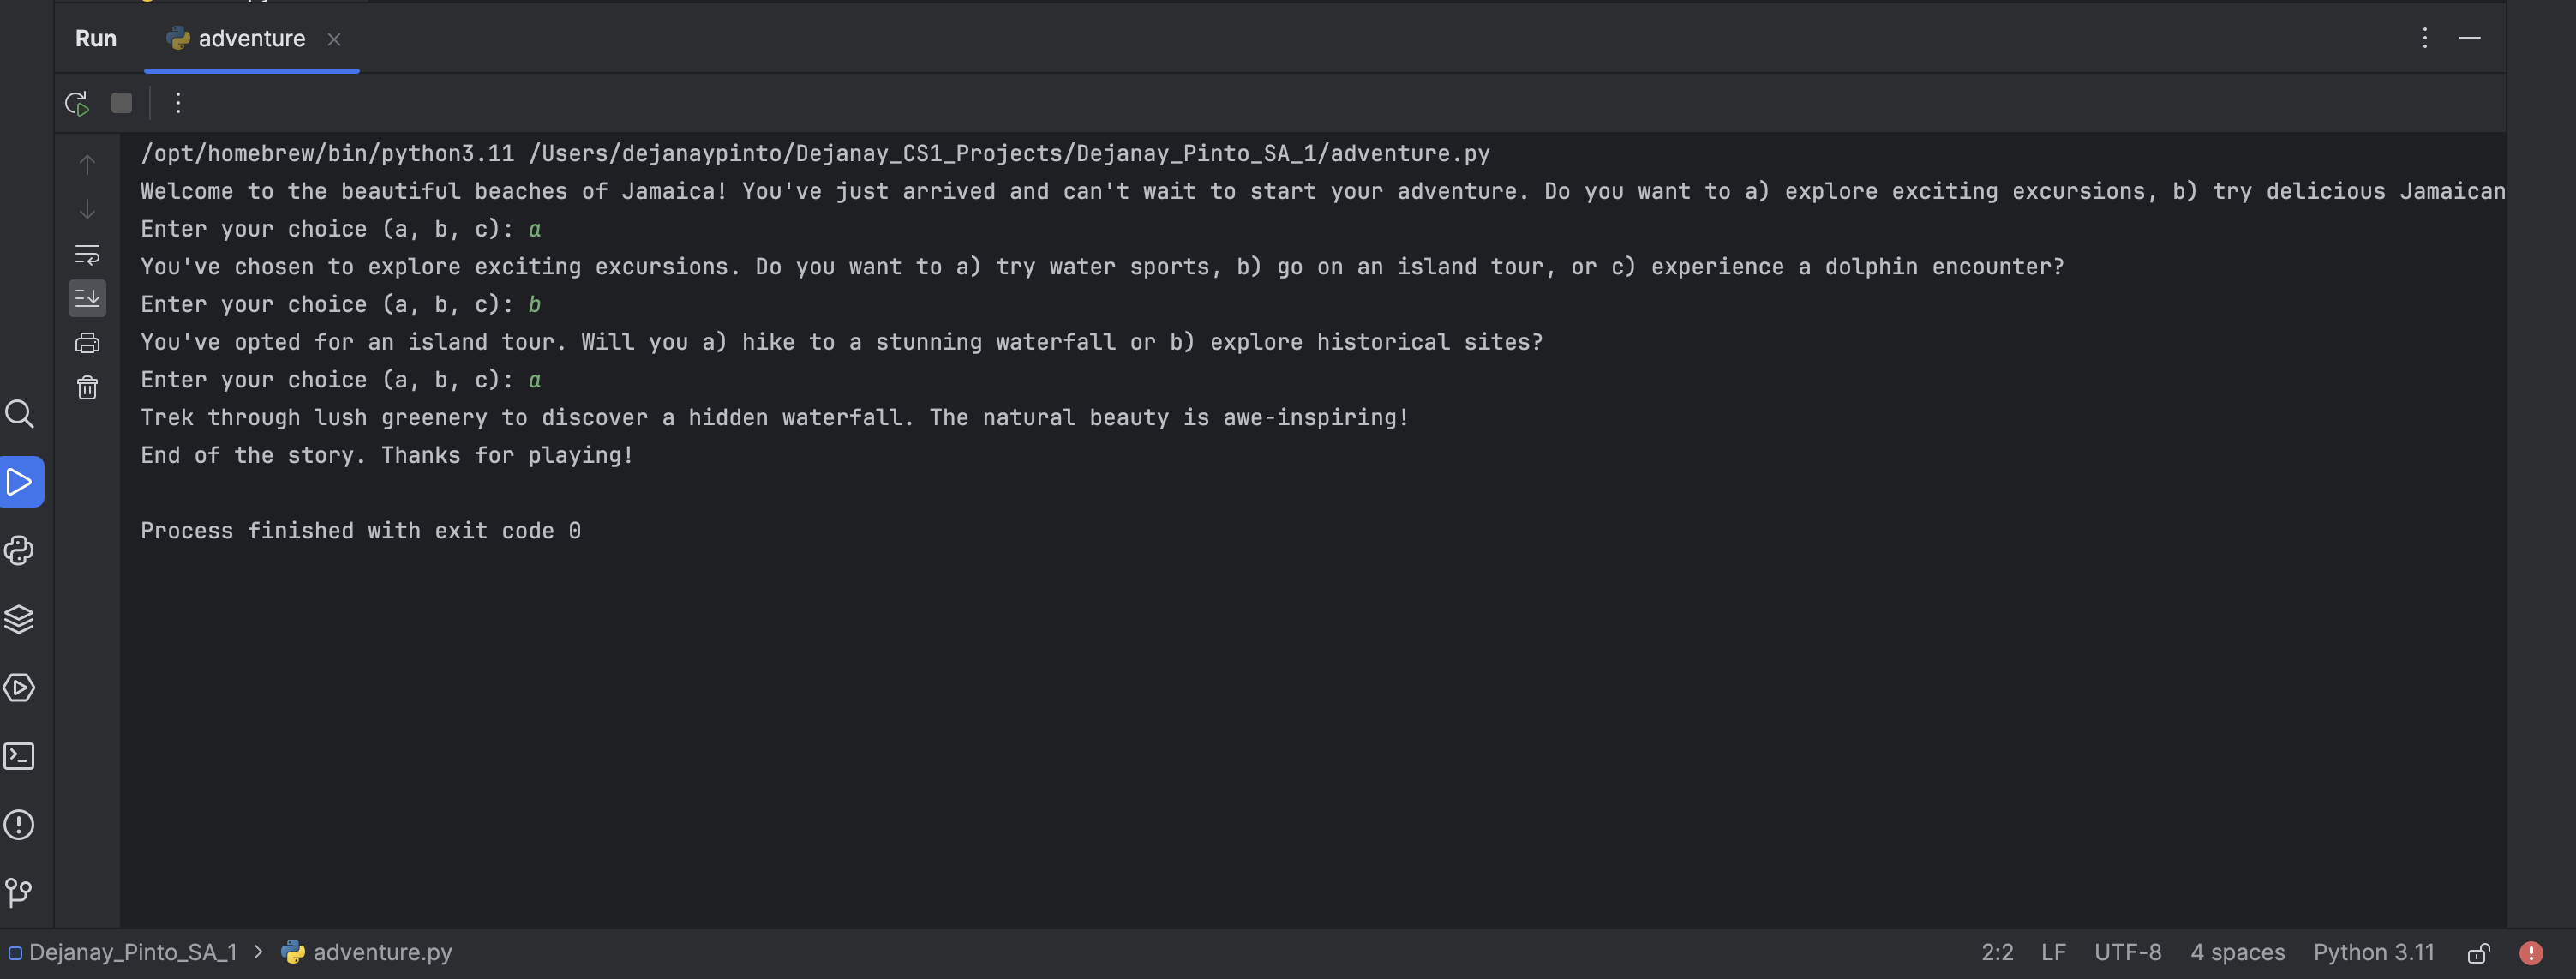 Run adventure
/opt/homebrew/bin/python3.11 /Users/dejanaypinto/Dejanay_CS1_Projects/Dejanay_Pinto_SA_1/adventure.py
Welcome to the beautiful beaches of Jamaica! You've just arrived and can't wait to start your adventure. Do you want to a) explore exciting excursions, b) try delicious Jamaican
Enter your choice (a, b, c): a
You've chosen to explore exciting excursions. Do you want to a) try water sports, b) go on an island tour, or c) experience a dolphin encounter?
Enter your choice (a, b, c): b
You've opted for an island tour. Will you a) hike to a stunning waterfall or b) explore historical sites?
Enter your choice (a, b, c): a
Trek through lush greenery to discover a hidden waterfall. The natural beauty is awe-inspiring!
End of the story. Thanks for playing!
Process finished with exit code 0
Dejanay_Pinto_SA_1 > adventure.py 2:2 LF UTF-8 4 spaces Python 3.11